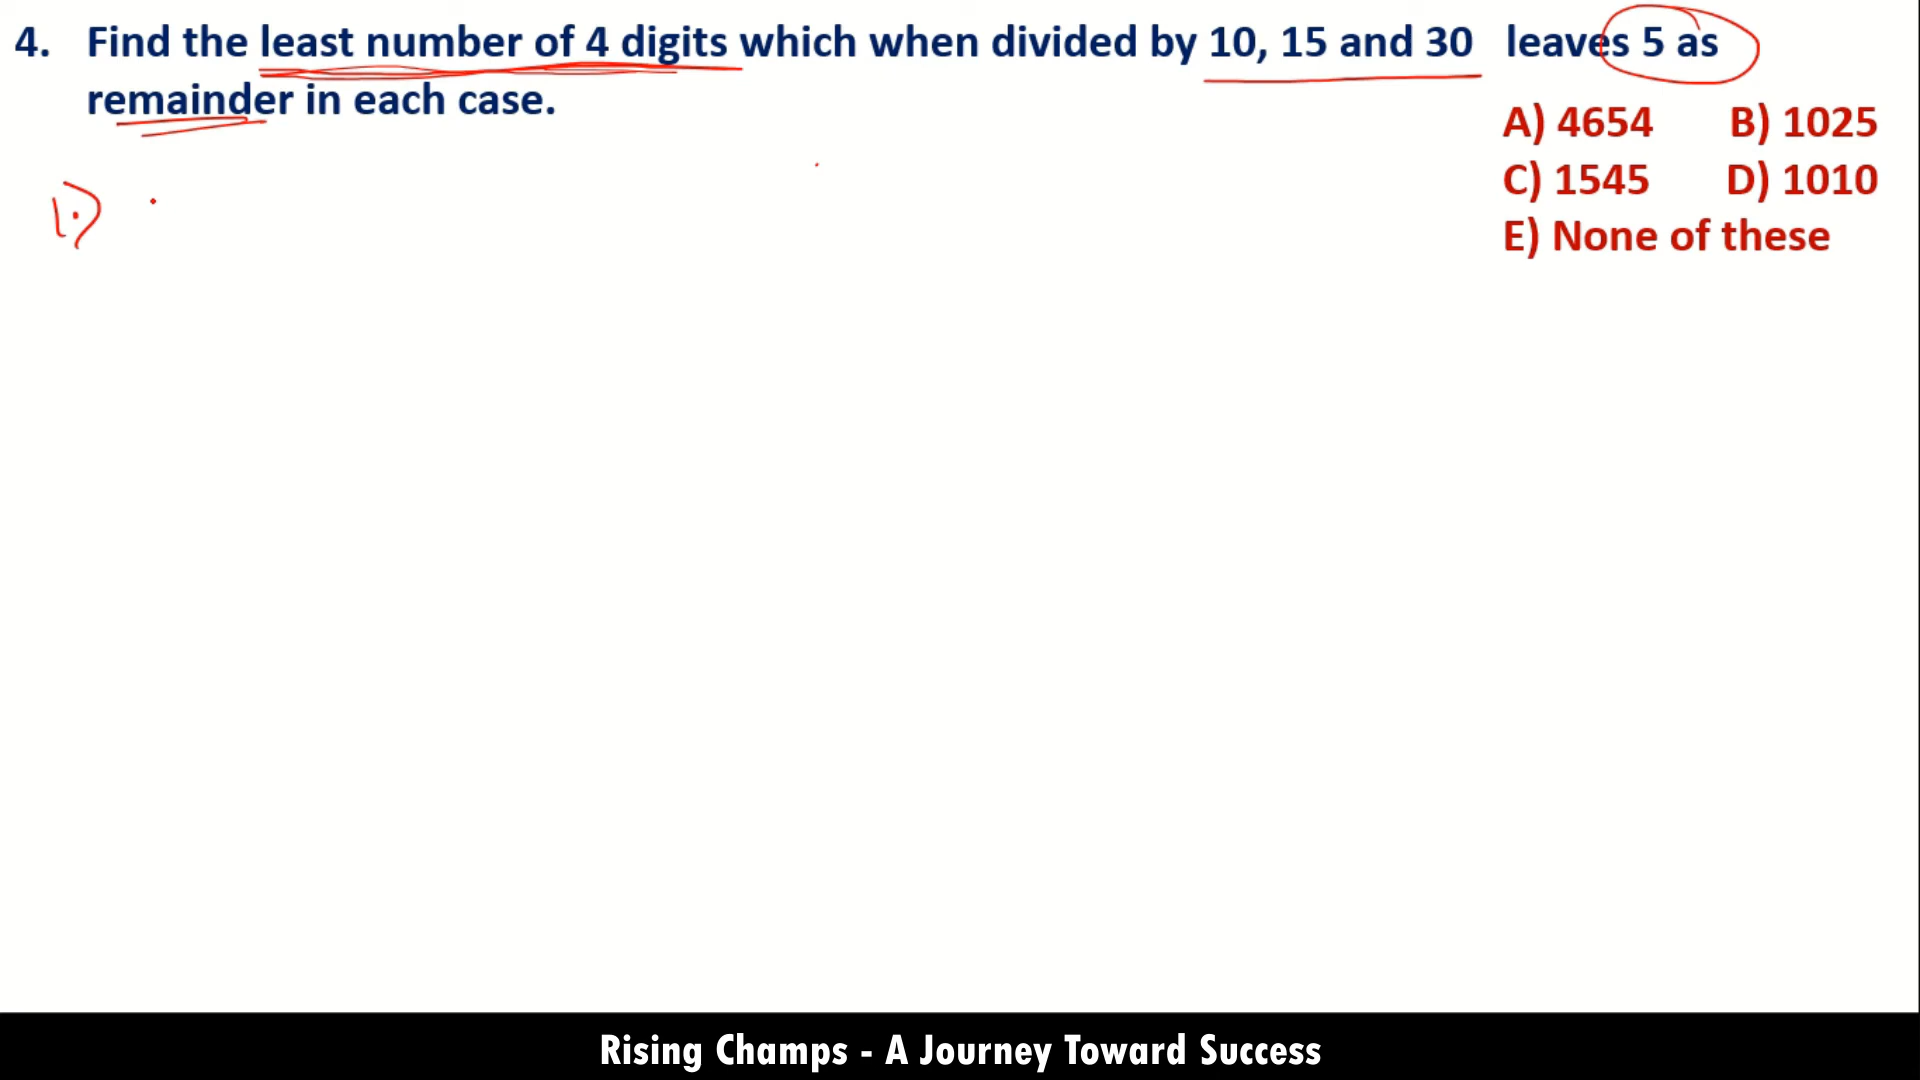 4. Find the least number of 4 digits which when divided by 10, 15 and 30 leaves 5 as
remainder in each case.
A) 4654 B) 1025
C) 1545 D) 1010
E) None of these
1.)
Rising Champs - A Journey Toward Success